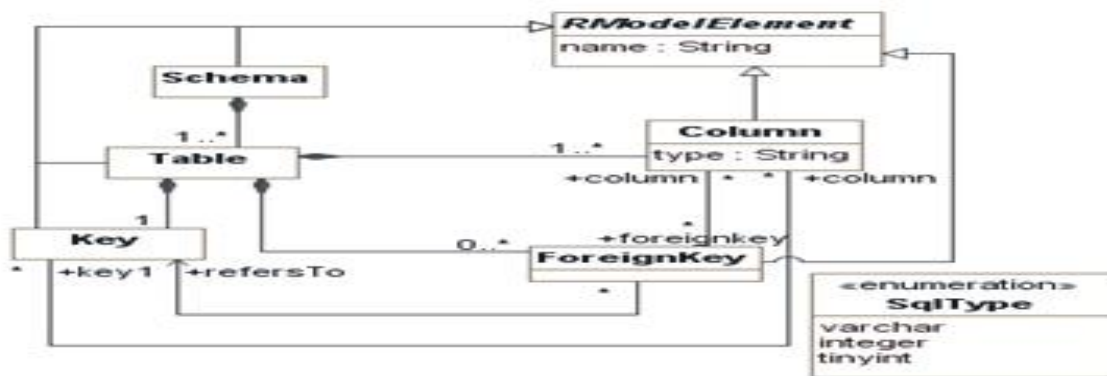 RModelElement
name : String
Schema
1..*
Table
1..*
Column
type : String
+column
*
*
+column
1
Key
*
+key1
+refersTo
0..*
*
+foreignkey
ForeignKey
*
«enumeration»
SqlType
varchar
integer
tinyint